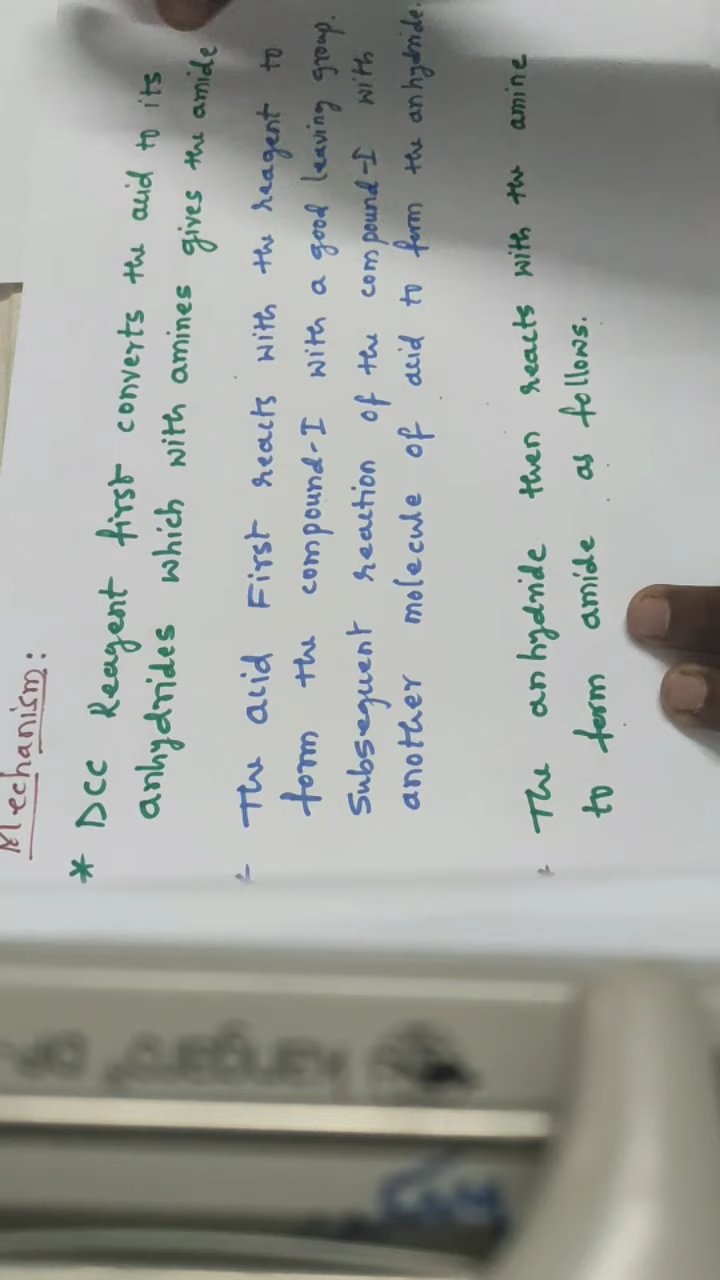 Mechanism:
* DCC Reagent first converts the acid to its
anhydrides which with amines gives the amide
The acid First reacts with the reagent to
form the compound-I with a good leaving group.
Subsequent reaction of the compound-I with
another molecule of acid to form the anhydride.
The anhydride then reacts with the amine
to form amide as follows.